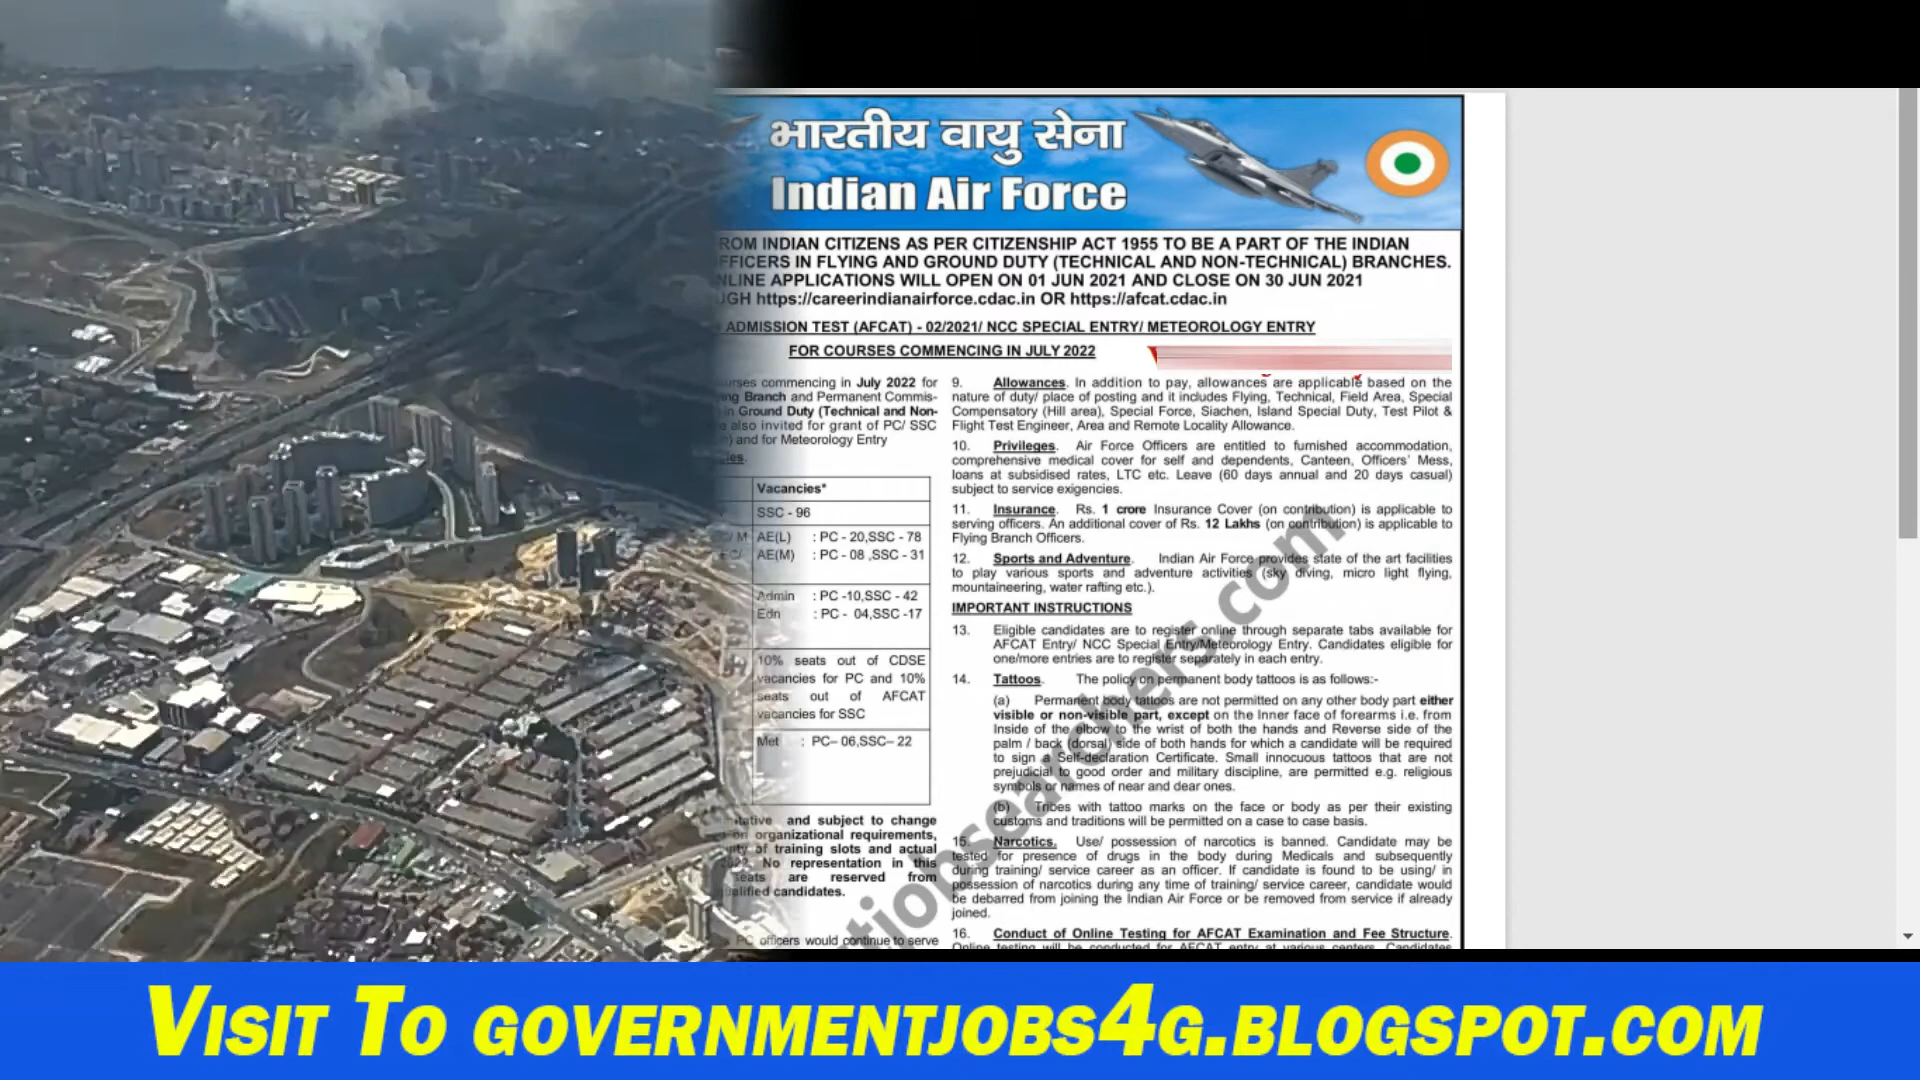 भारतीय वायु सेना
Indian Air Force
ROM INDIAN CITIZENS AS PER CITIZENSHIP ACT 1955 TO BE A PART OF THE INDIAN
FFICERS IN FLYING AND GROUND DUTY (TECHNICAL AND NON-TECHNICAL) BRANCHES.
NLINE APPLICATIONS WILL OPEN ON 01 JUN 2021 AND CLOSE ON 30 JUN 2021
UGH https://careerindianairforce.cdac.in OR https://afcat.cdac.in
ADMISSION TEST (AFCAT) - 02/2021/ NCC SPECIAL ENTRY/ METEOROLOGY ENTRY
FOR COURSES COMMENCING IN JULY 2022
urses commencing in July 2022 for
ng Branch and Permanent Commis-
n Ground Duty (Technical and Non-
e also invited for grant of PC/ SSC
) and for Meteorology Entry
ies.
Vacancies*
SSC - 96
C/ M AE(L) : PC - 20,SSC - 78
EC/ AE(M) : PC - 08 ,SSC - 31
Admin : PC -10,SSC - 42
Edn : PC - 04,SSC -17
10% seats out of CDSE
vacancies for PC and 10%
seats out of AFCAT
vacancies for SSC
Met : PC– 06,SSC– 22
and subject to change
on organizational requirements,
ity of training slots and actual
2022. No representation in this
seats are reserved from
ualified candidates.
PC officers would continue to serve
9. Allowances. In addition to pay, allowances are applicable based on the
nature of duty/ place of posting and it includes Flying, Technical, Field Area, Special
Compensatory (Hill area), Special Force, Siachen, Island Special Duty, Test Pilot &
Flight Test Engineer, Area and Remote Locality Allowance.
10. Privileges. Air Force Officers are entitled to furnished accommodation,
comprehensive medical cover for self and dependents, Canteen, Officers' Mess,
loans at subsidised rates, LTC etc. Leave (60 days annual and 20 days casual)
subject to service exigencies.
11. Insurance. Rs. 1 crore Insurance Cover (on contribution) is applicable to
serving officers. An additional cover of Rs. 12 Lakhs (on contribution) is applicable to
Flying Branch Officers.
12. Sports and Adventure. Indian Air Force provides state of the art facilities
to play various sports and adventure activities (sky diving, micro light flying,
mountaineering, water rafting etc.).
IMPORTANT INSTRUCTIONS
13. Eligible candidates are to register online through separate tabs available for
AFCAT Entry/ NCC Special Entry/Meteorology Entry. Candidates eligible for
one/more entries are to register separately in each entry.
14. Tattoos. The policy on permanent body tattoos is as follows:-
(a) Permanent body tattoos are not permitted on any other body part either
visible or non-visible part, except on the Inner face of forearms i.e. from
Inside of the elbow to the wrist of both the hands and Reverse side of the
palm / back (dorsal) side of both hands for which a candidate will be required
to sign a Self-declaration Certificate. Small innocuous tattoos that are not
prejudicial to good order and military discipline, are permitted e.g. religious
symbols or names of near and dear ones.
(b) Tribes with tattoo marks on the face or body as per their existing
customs and traditions will be permitted on a case to case basis.
15. Narcotics. Use/ possession of narcotics is banned. Candidate may be
tested for presence of drugs in the body during Medicals and subsequently
during training/ service career as an officer. If candidate is found to be using/ in
possession of narcotics during any time of training/ service career, candidate would
be debarred from joining the Indian Air Force or be removed from service if already
joined.
16. Conduct of Online Testing for AFCAT Examination and Fee Structure.
Online testing will be conducted for AFCAT entry at various centers. Candidates
tjobsearchers.com
VISIT TO GOVERNMENTJOBS4G.BLOGSPOT.COM